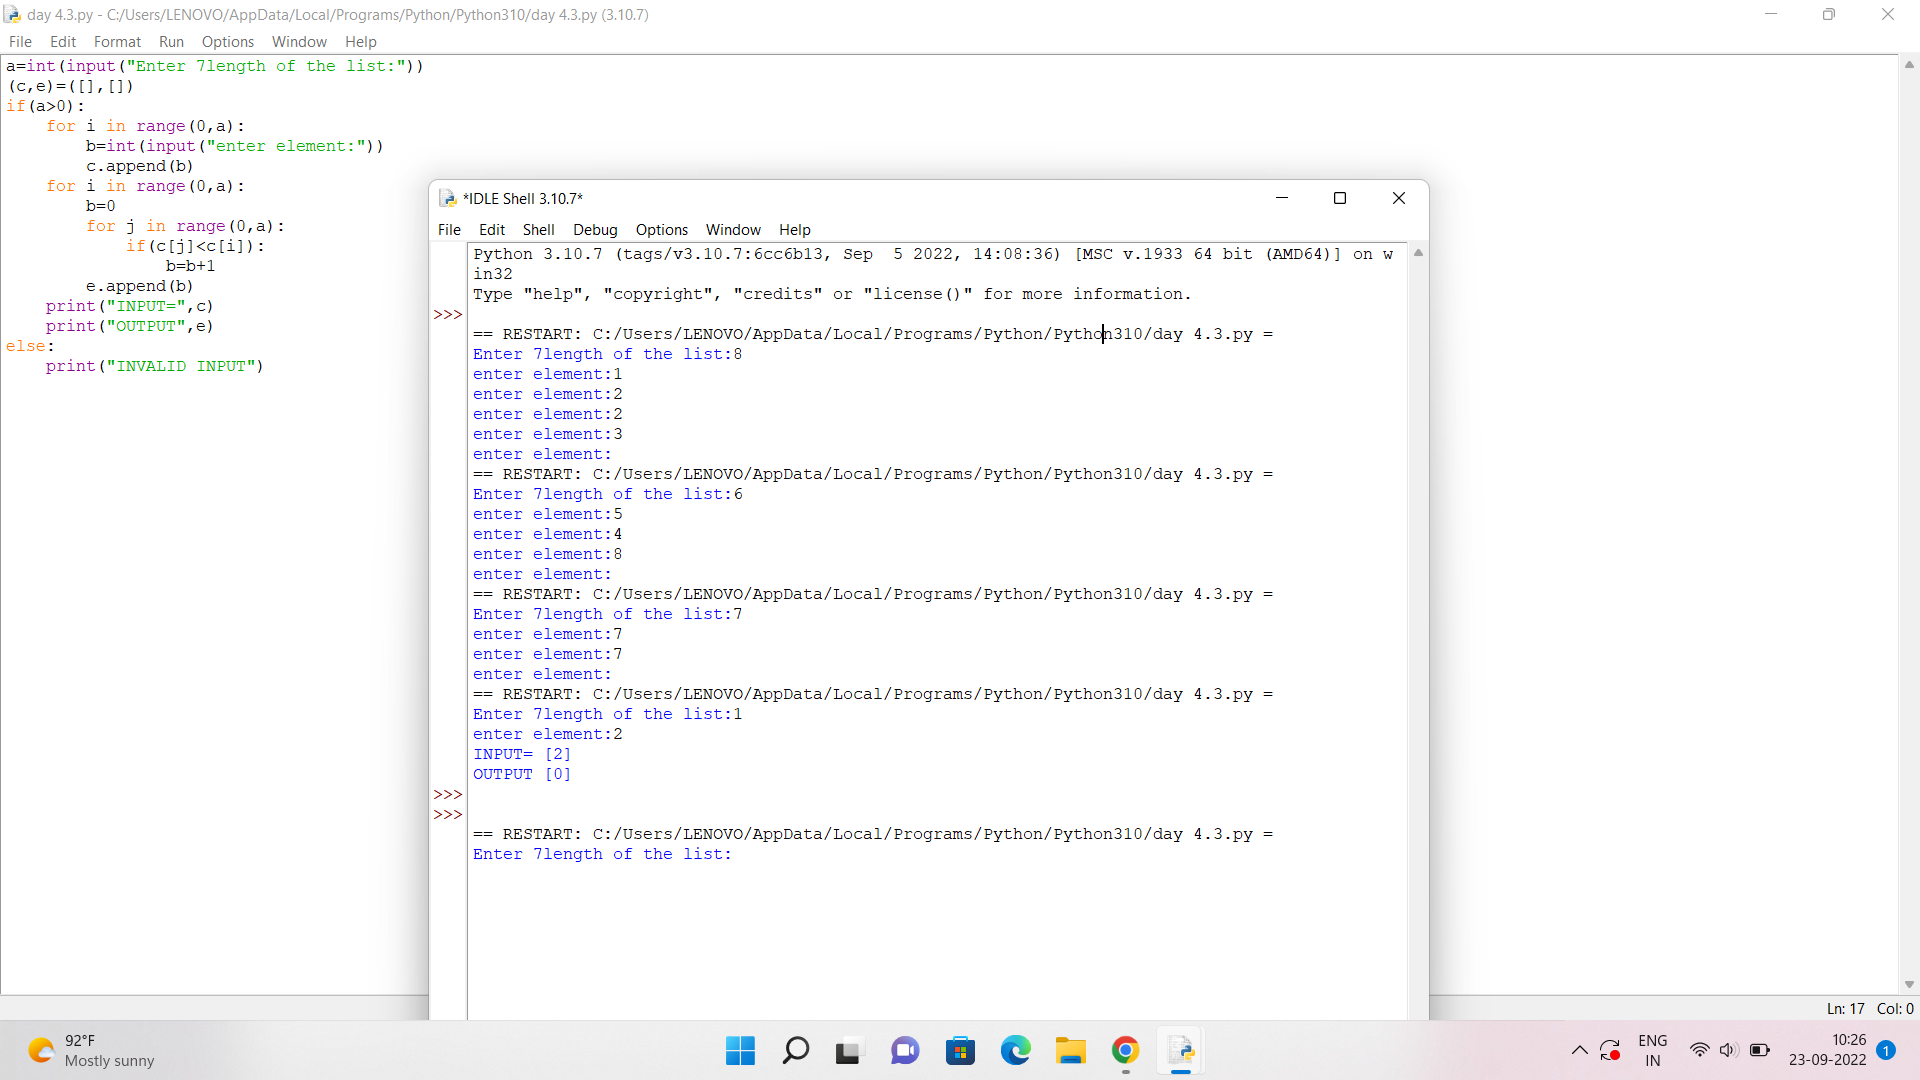 day 4.3.py - C:/Users/LENOVO/AppData/Local/Programs/Python/Python310/day 4.3.py (3.10.7)
File Edit Format Run Options Window Help
a=int(input("Enter 7length of the list:"))
(c,e)=([],[])
if(a>0):
    for i in range(0,a):
        b=int(input("enter element:"))
        c.append(b)
    for i in range(0,a):
        b=0
        for j in range(0,a):
            if(c[j]<c[i]):
                b=b+1
        e.append(b)
    print("INPUT=",c)
    print("OUTPUT",e)
else:
    print("INVALID INPUT")
*IDLE Shell 3.10.7*
File Edit Shell Debug Options Window Help
Python 3.10.7 (tags/v3.10.7:6cc6b13, Sep  5 2022, 14:08:36) [MSC v.1933 64 bit (AMD64)] on w
in32
Type "help", "copyright", "credits" or "license()" for more information.
>>>
== RESTART: C:/Users/LENOVO/AppData/Local/Programs/Python/Python310/day 4.3.py =
Enter 7length of the list:8
enter element:1
enter element:2
enter element:2
enter element:3
enter element:
== RESTART: C:/Users/LENOVO/AppData/Local/Programs/Python/Python310/day 4.3.py =
Enter 7length of the list:6
enter element:5
enter element:4
enter element:8
enter element:
== RESTART: C:/Users/LENOVO/AppData/Local/Programs/Python/Python310/day 4.3.py =
Enter 7length of the list:7
enter element:7
enter element:7
enter element:
== RESTART: C:/Users/LENOVO/AppData/Local/Programs/Python/Python310/day 4.3.py =
Enter 7length of the list:1
enter element:2
INPUT= [2]
OUTPUT [0]
>>>
>>>
== RESTART: C:/Users/LENOVO/AppData/Local/Programs/Python/Python310/day 4.3.py =
Enter 7length of the list:
Ln: 17 Col: 0
92°F
Mostly sunny
ENG
IN
10:26
23-09-2022
1